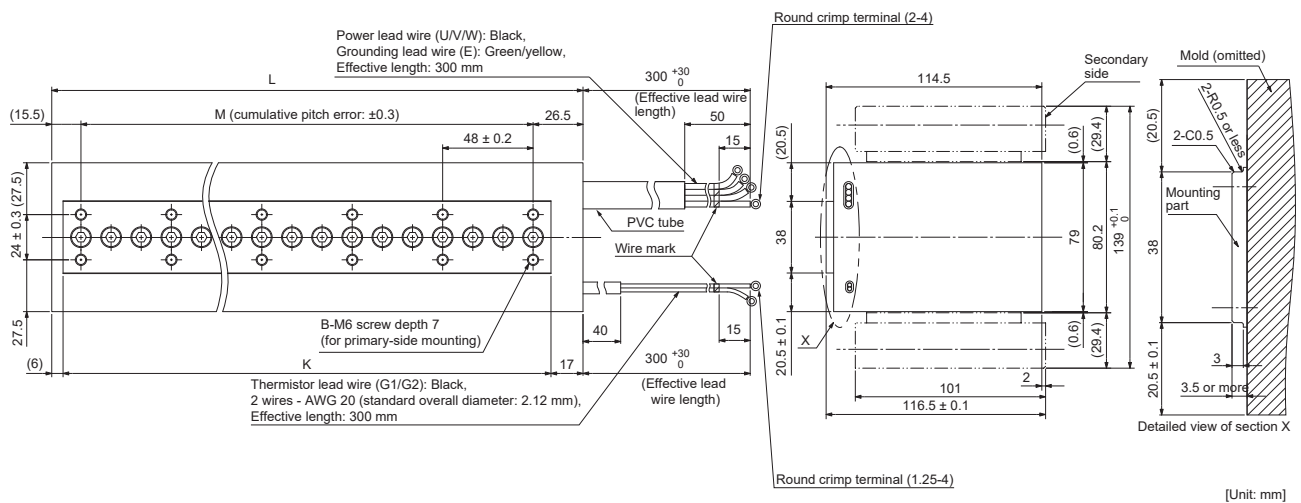 Round crimp terminal (2-4)
Power lead wire (U/V/W): Black,
Grounding lead wire (E): Green/yellow,
Effective length: 300 mm
L
300 +30 0
(Effective lead wire
length)
(15.5)
M (cumulative pitch error: ±0.3)
26.5
50
48 ± 0.2
15
24 ± 0.3 (27.5)
27.5
PVC tube
Wire mark
B-M6 screw depth 7
(for primary-side mounting)
40
15
(6)
K
17
300 +30 0
(Effective lead
wire length)
Thermistor lead wire (G1/G2): Black,
2 wires - AWG 20 (standard overall diameter: 2.12 mm),
Effective length: 300 mm
Round crimp terminal (1.25-4)
114.5
Secondary
side
(20.5)
(0.6)
(29.4)
38
79
80.2
139 +0.1 0
20.5 ± 0.1
X
(0.6)
(29.4)
2
101
116.5 ± 0.1
Mold (omitted)
(20.5)
2-R0.5 or less
2-C0.5
Mounting
part
38
3
3.5 or more
20.5 ± 0.1
Detailed view of section X
[Unit: mm]